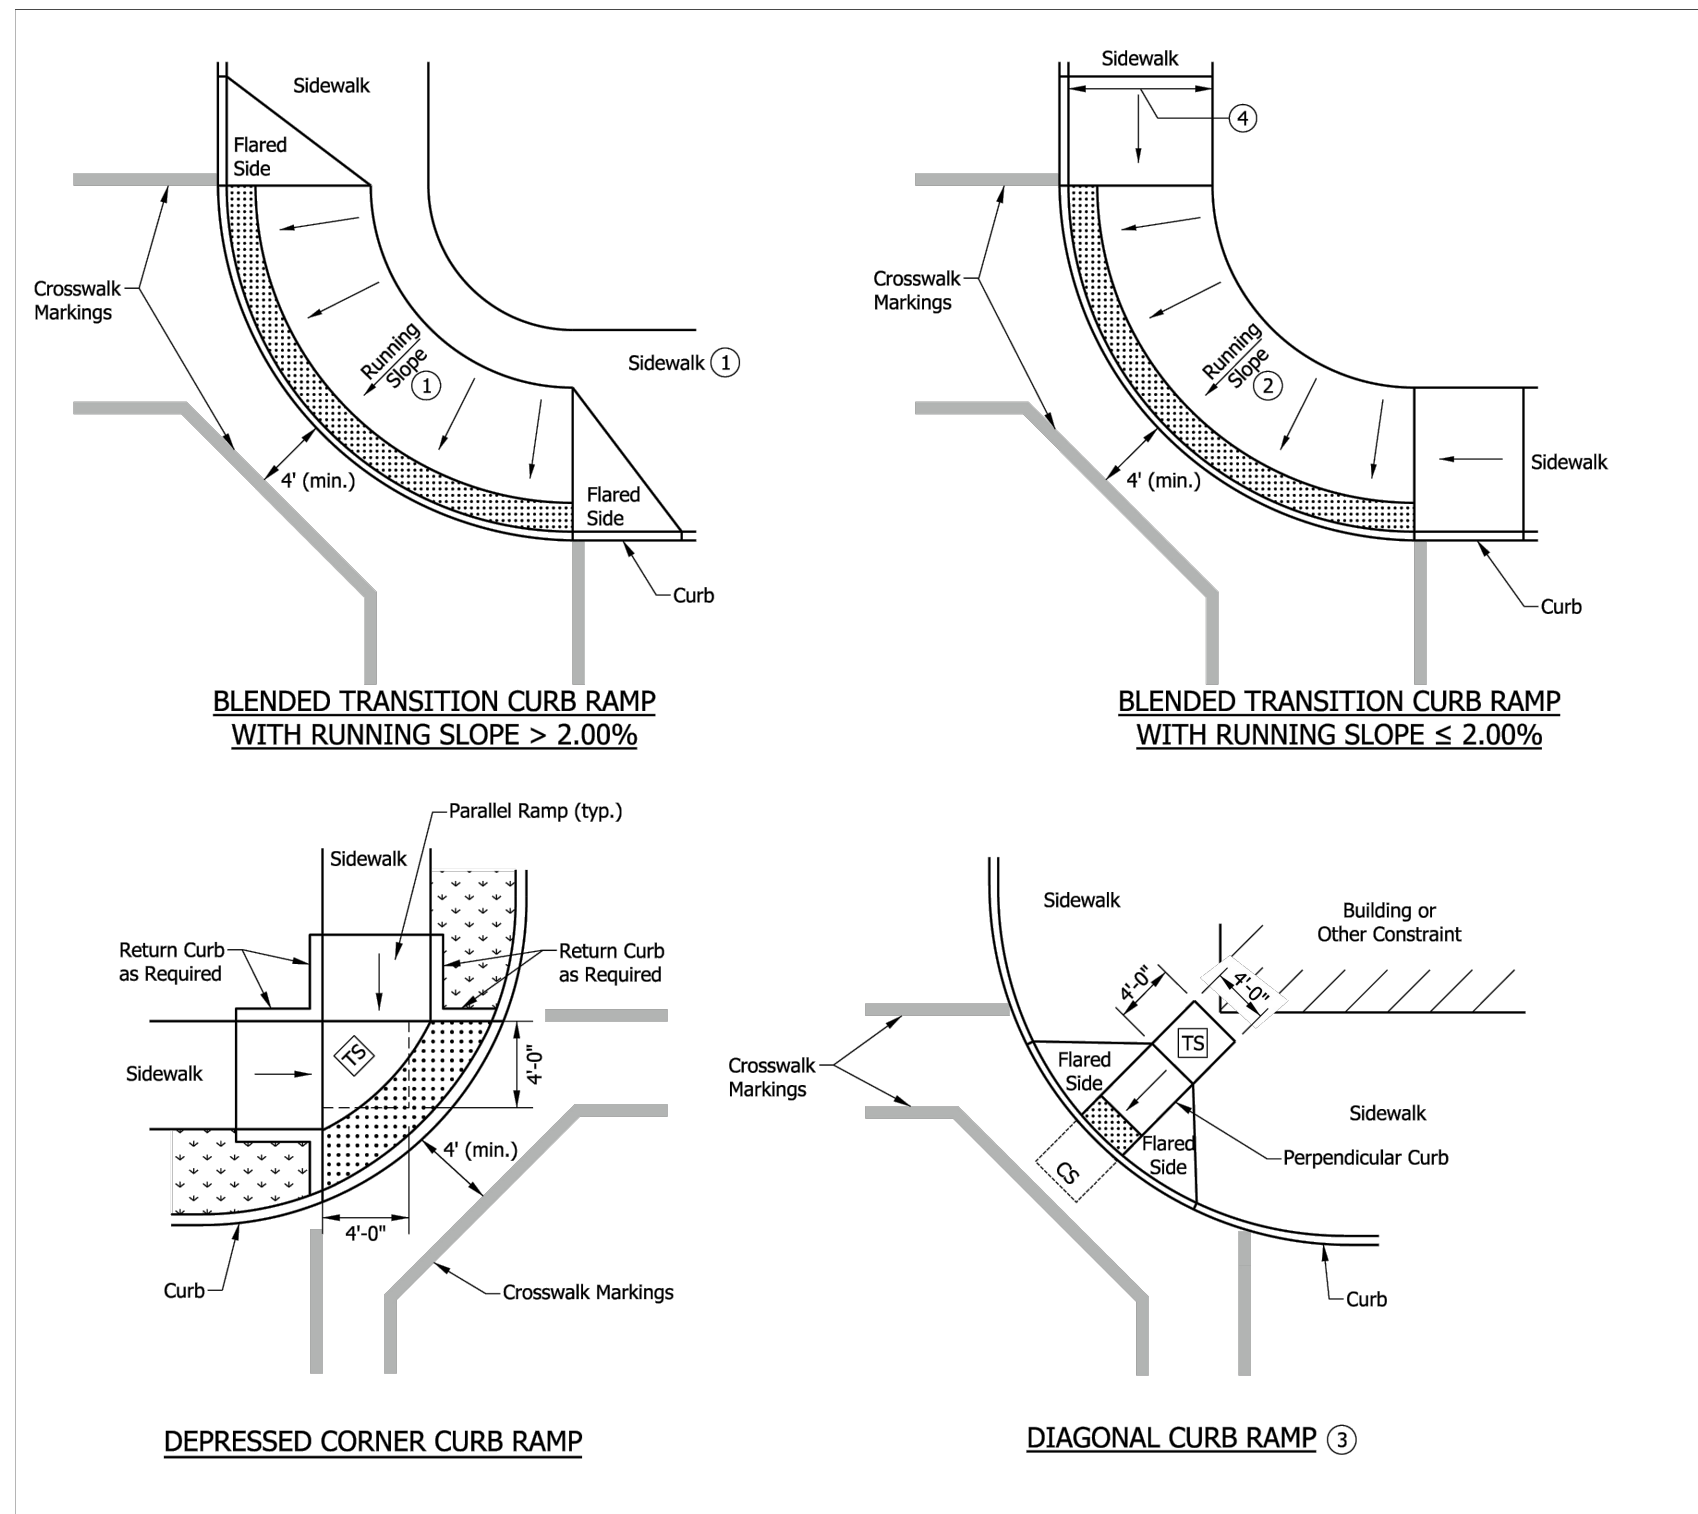 Sidewalk
Flared
Side
Crosswalk
Markings
Running
Slope
1
Sidewalk 1
4' (min.)
Flared
Side
Curb
BLENDED TRANSITION CURB RAMP
WITH RUNNING SLOPE > 2.00%
Sidewalk
4
Crosswalk
Markings
Running
Slope
2
4' (min.)
Sidewalk
Curb
BLENDED TRANSITION CURB RAMP
WITH RUNNING SLOPE ≤ 2.00%
Parallel Ramp (typ.)
Sidewalk
Return Curb
as Required
Return Curb
as Required
TS
Sidewalk
4'-0"
4' (min.)
4'-0"
Curb
Crosswalk Markings
DEPRESSED CORNER CURB RAMP
Sidewalk
Building or
Other Constraint
4'-0"
4'-0"
TS
Crosswalk
Markings
Flared
Side
Sidewalk
Flared
Side
Perpendicular Curb
CS
Curb
DIAGONAL CURB RAMP 3